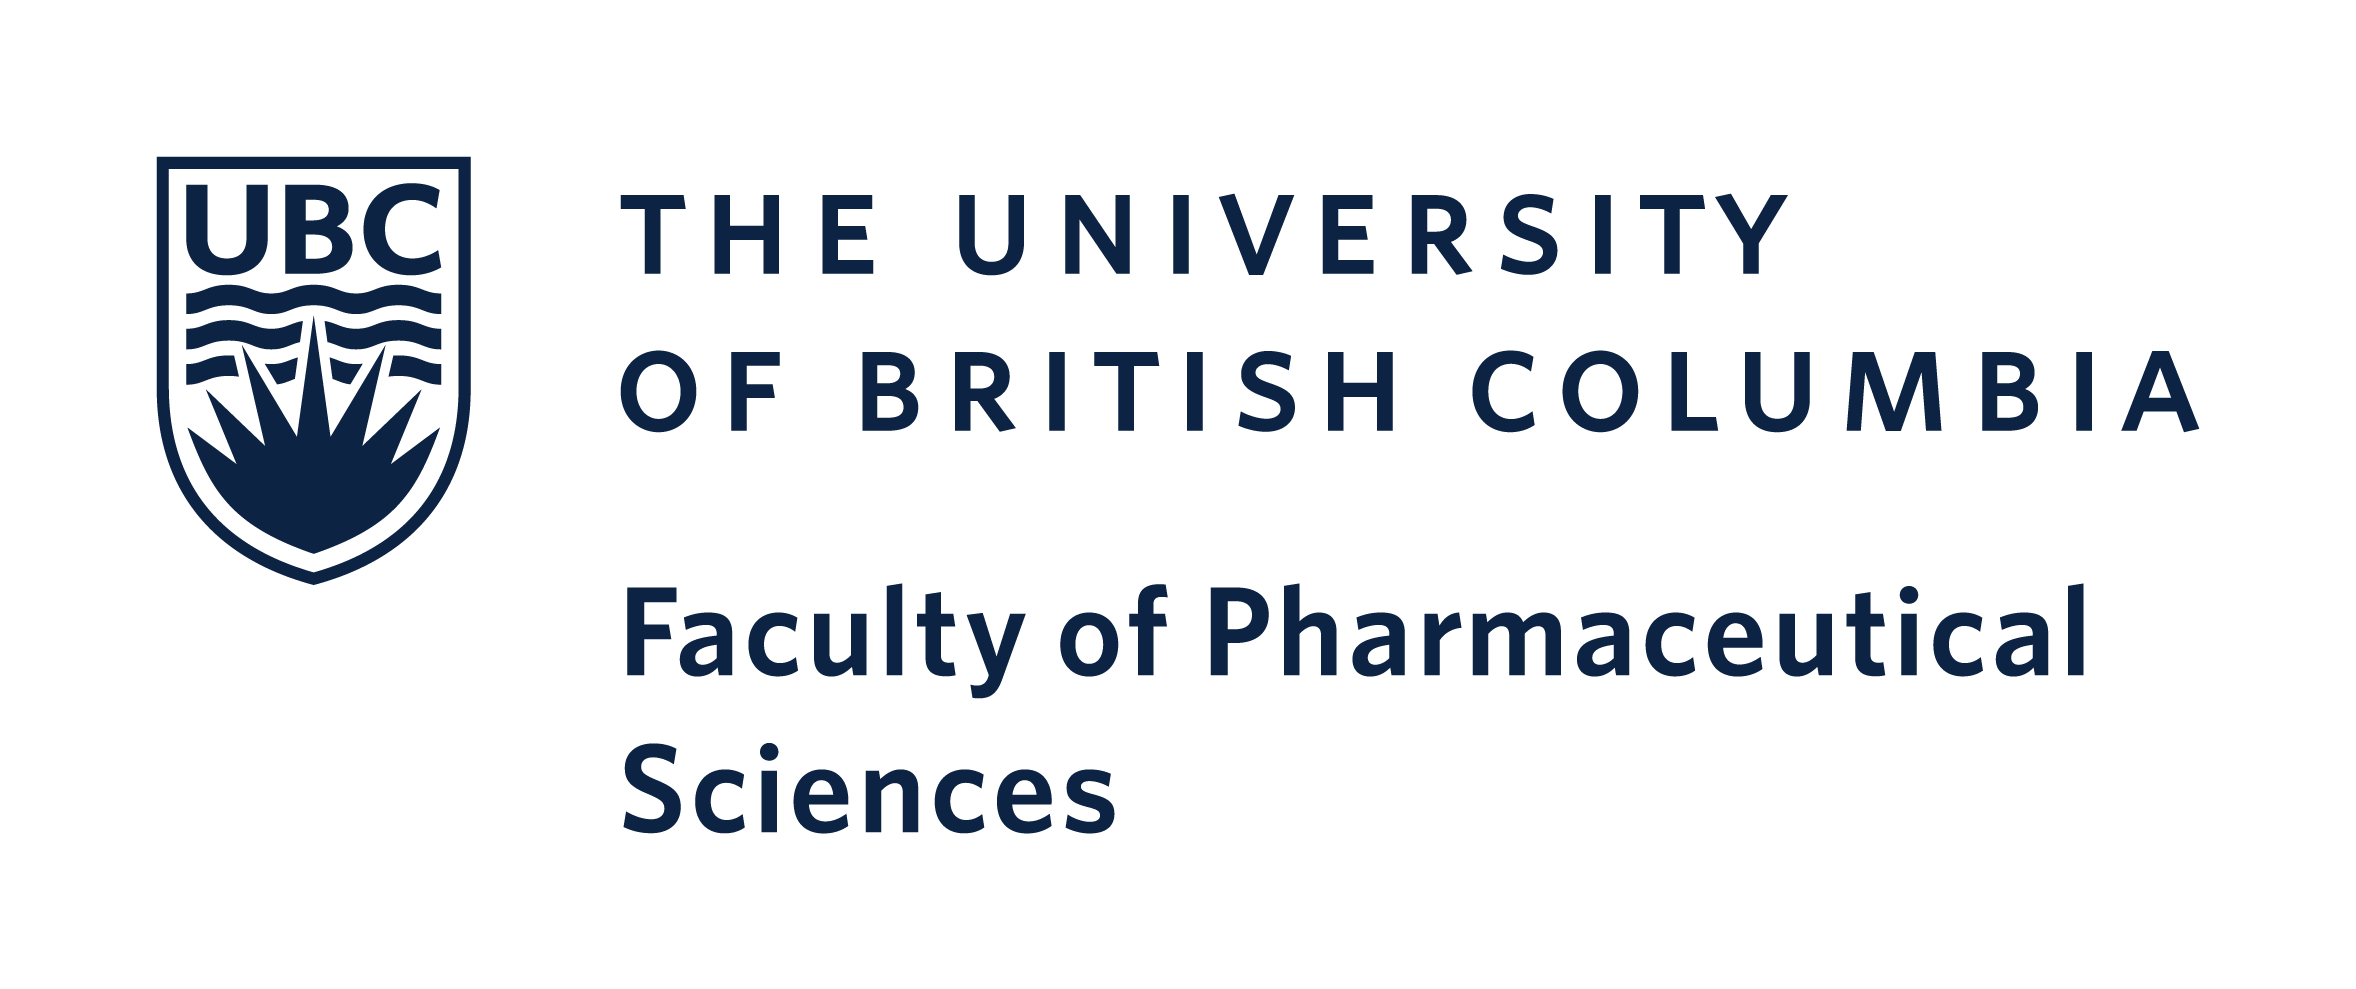 UBC
THE UNIVERSITY
OF BRITISH COLUMBIA
Faculty of Pharmaceutical
Sciences